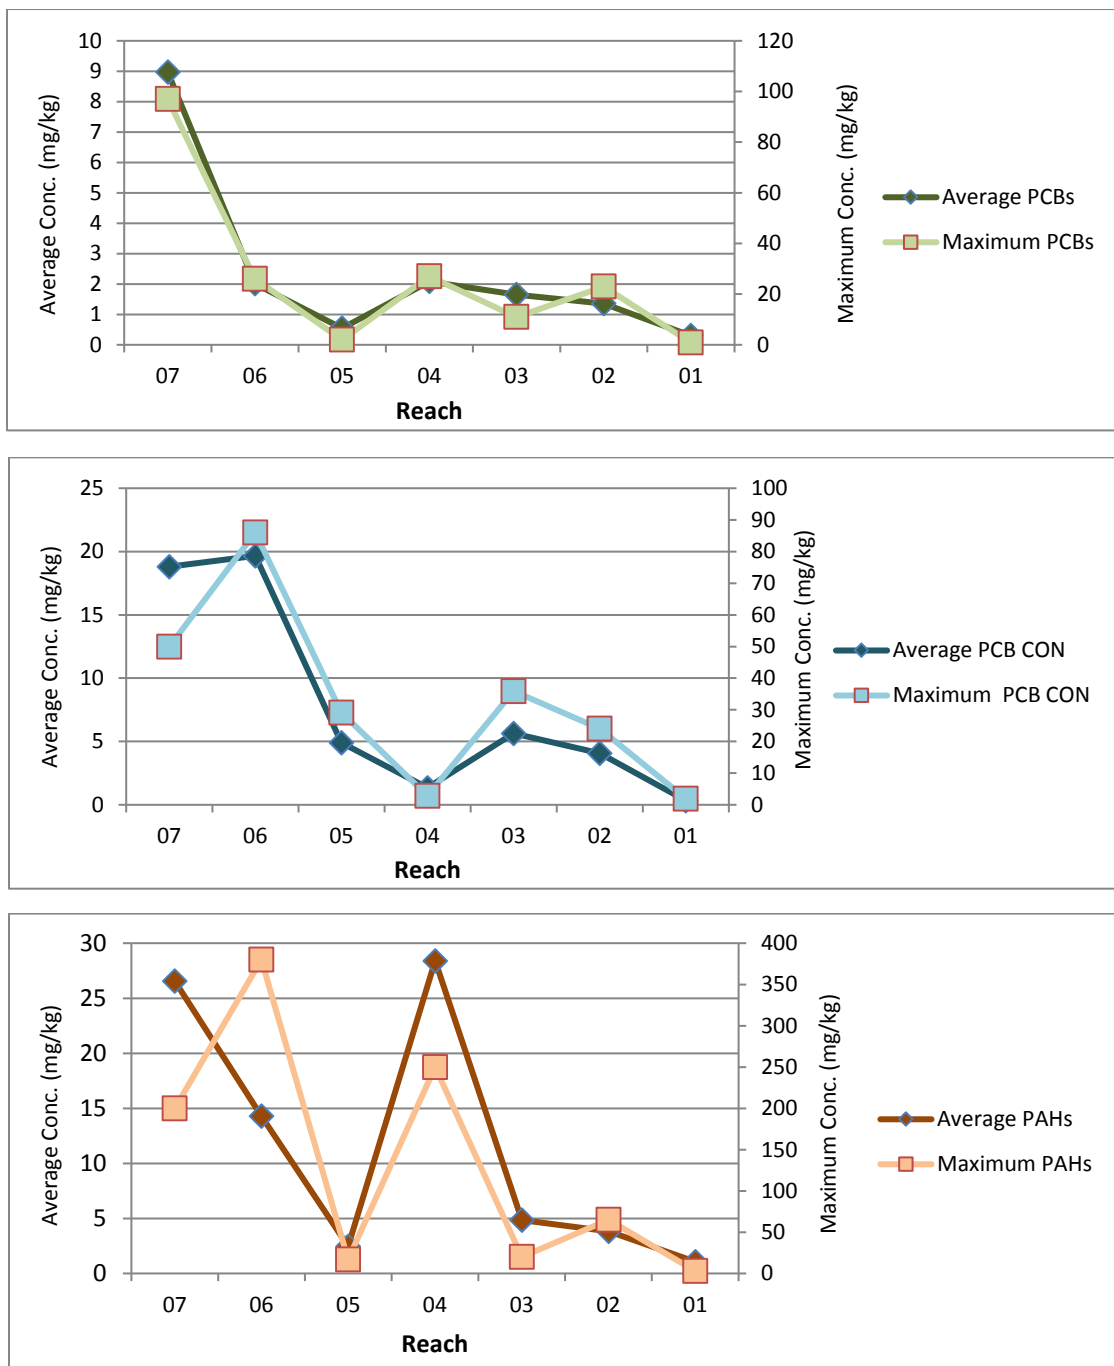 10
9
8
7
6
5
4
3
2
1
0
Average Conc. (mg/kg)
120
100
80
60
40
20
0
Maximum Conc. (mg/kg)
07 06 05 04 03 02 01
Reach
Average PCBs
Maximum PCBs
25
20
15
10
5
0
Average Conc. (mg/kg)
100
90
80
70
60
50
40
30
20
10
0
Maximum Conc. (mg/kg)
07 06 05 04 03 02 01
Reach
Average PCB CON
Maximum PCB CON
30
25
20
15
10
5
0
Average Conc. (mg/kg)
400
350
300
250
200
150
100
50
0
Maximum Conc. (mg/kg)
07 06 05 04 03 02 01
Reach
Average PAHs
Maximum PAHs